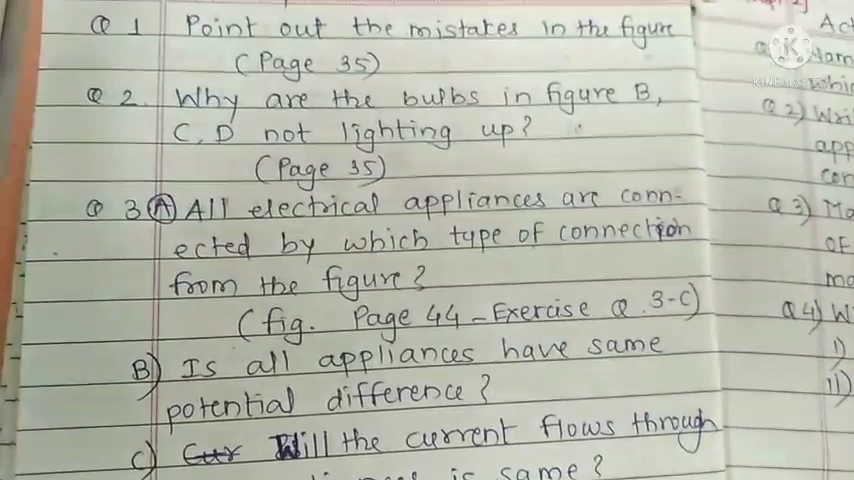 Q 1 Point out the mistakes in the figure
(Page 35)
Q 2. Why are the bulbs in figure B,
C, D not lighting up?
(Page 35)
Q 3 (A) All electrical appliances are conn-
ected by which type of connection
from the figure?
(fig. Page 44 - Exercise Q. 3-C)
B) Is all appliances have same
potential difference?
C) Will the current flows through
is same?
Act
Q 2) Wri
app
con
Q 3) Ma
of
ma
Q 4) W
i)
ii)
KINEMASTER